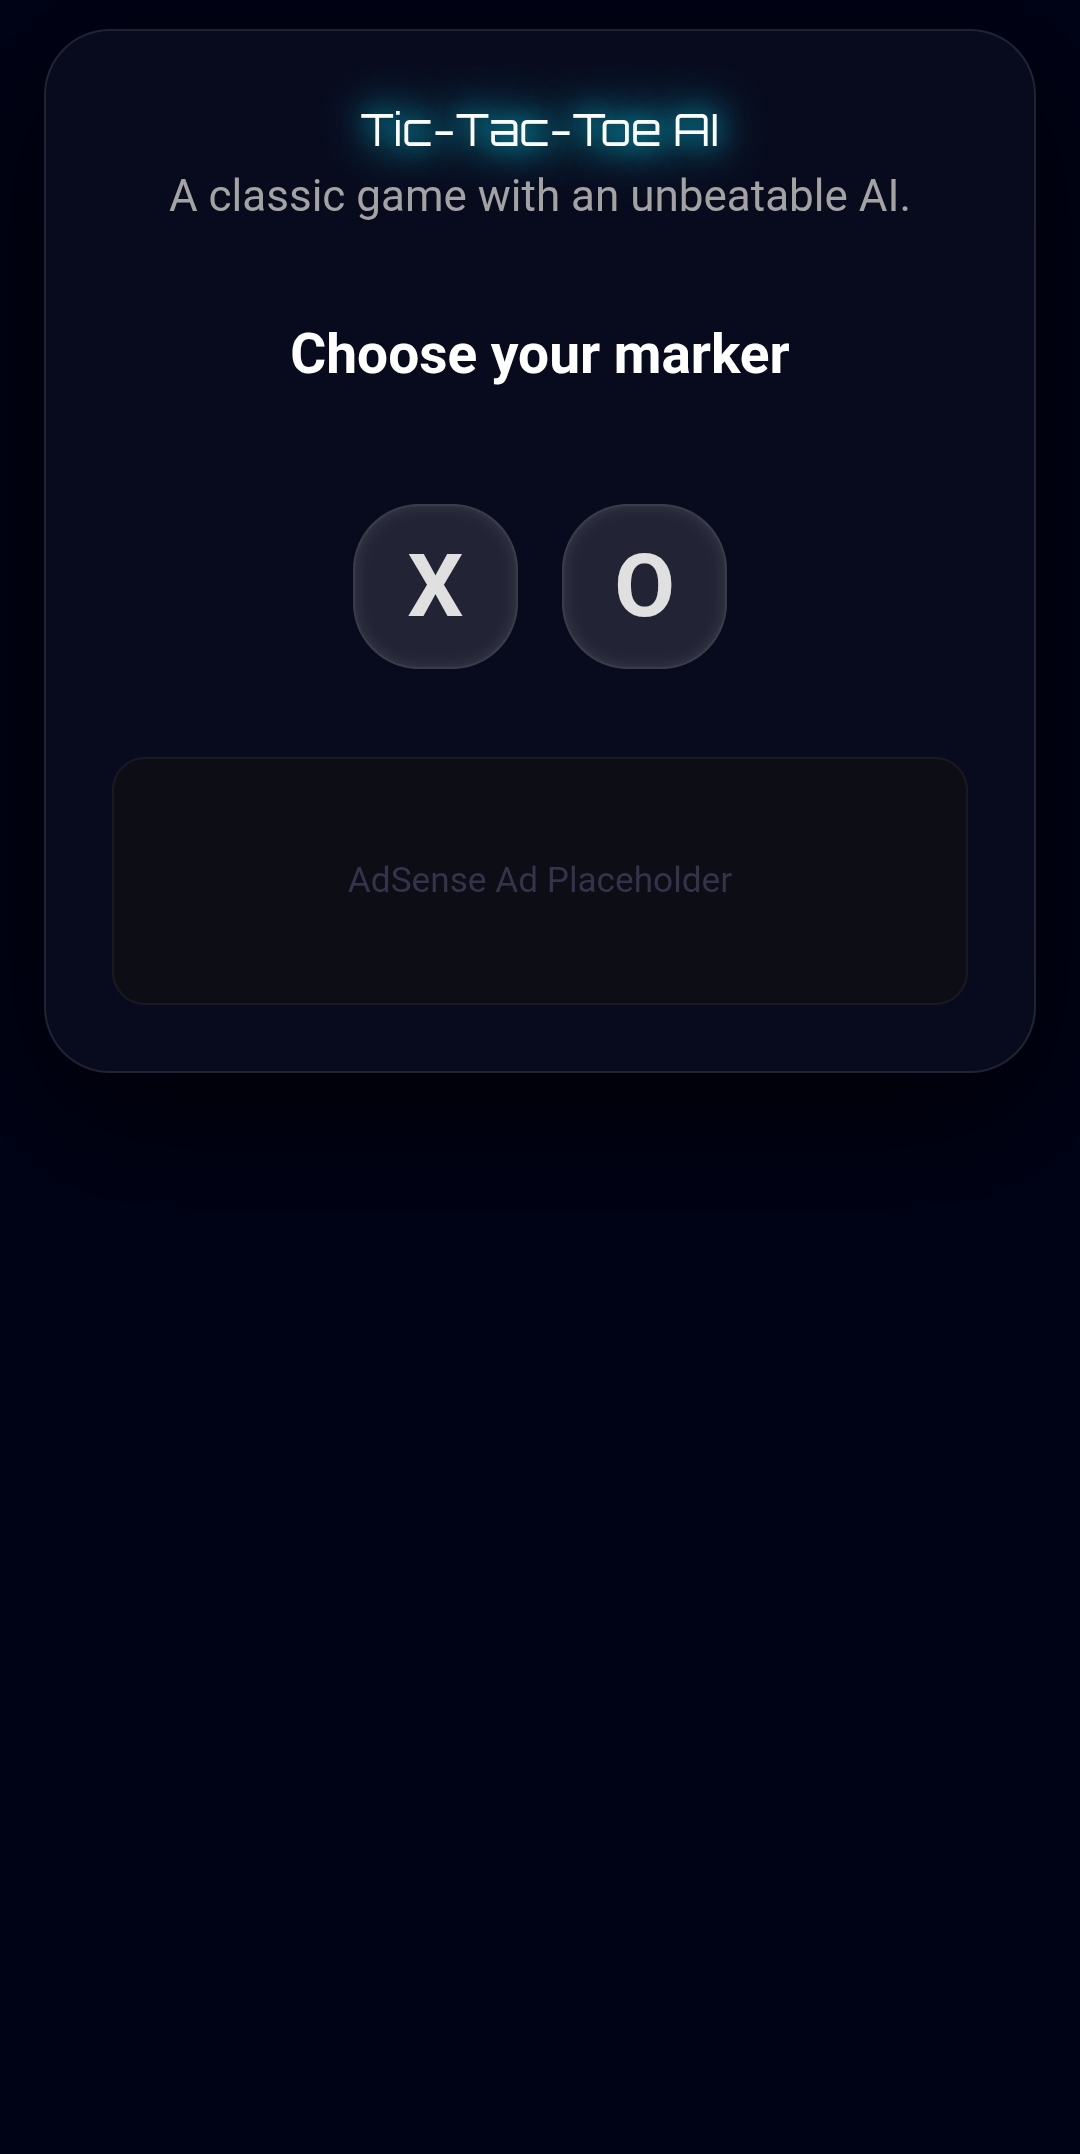 Tic-Tac-Toe AI
A classic game with an unbeatable AI.
Choose your marker
X O
AdSense Ad Placeholder